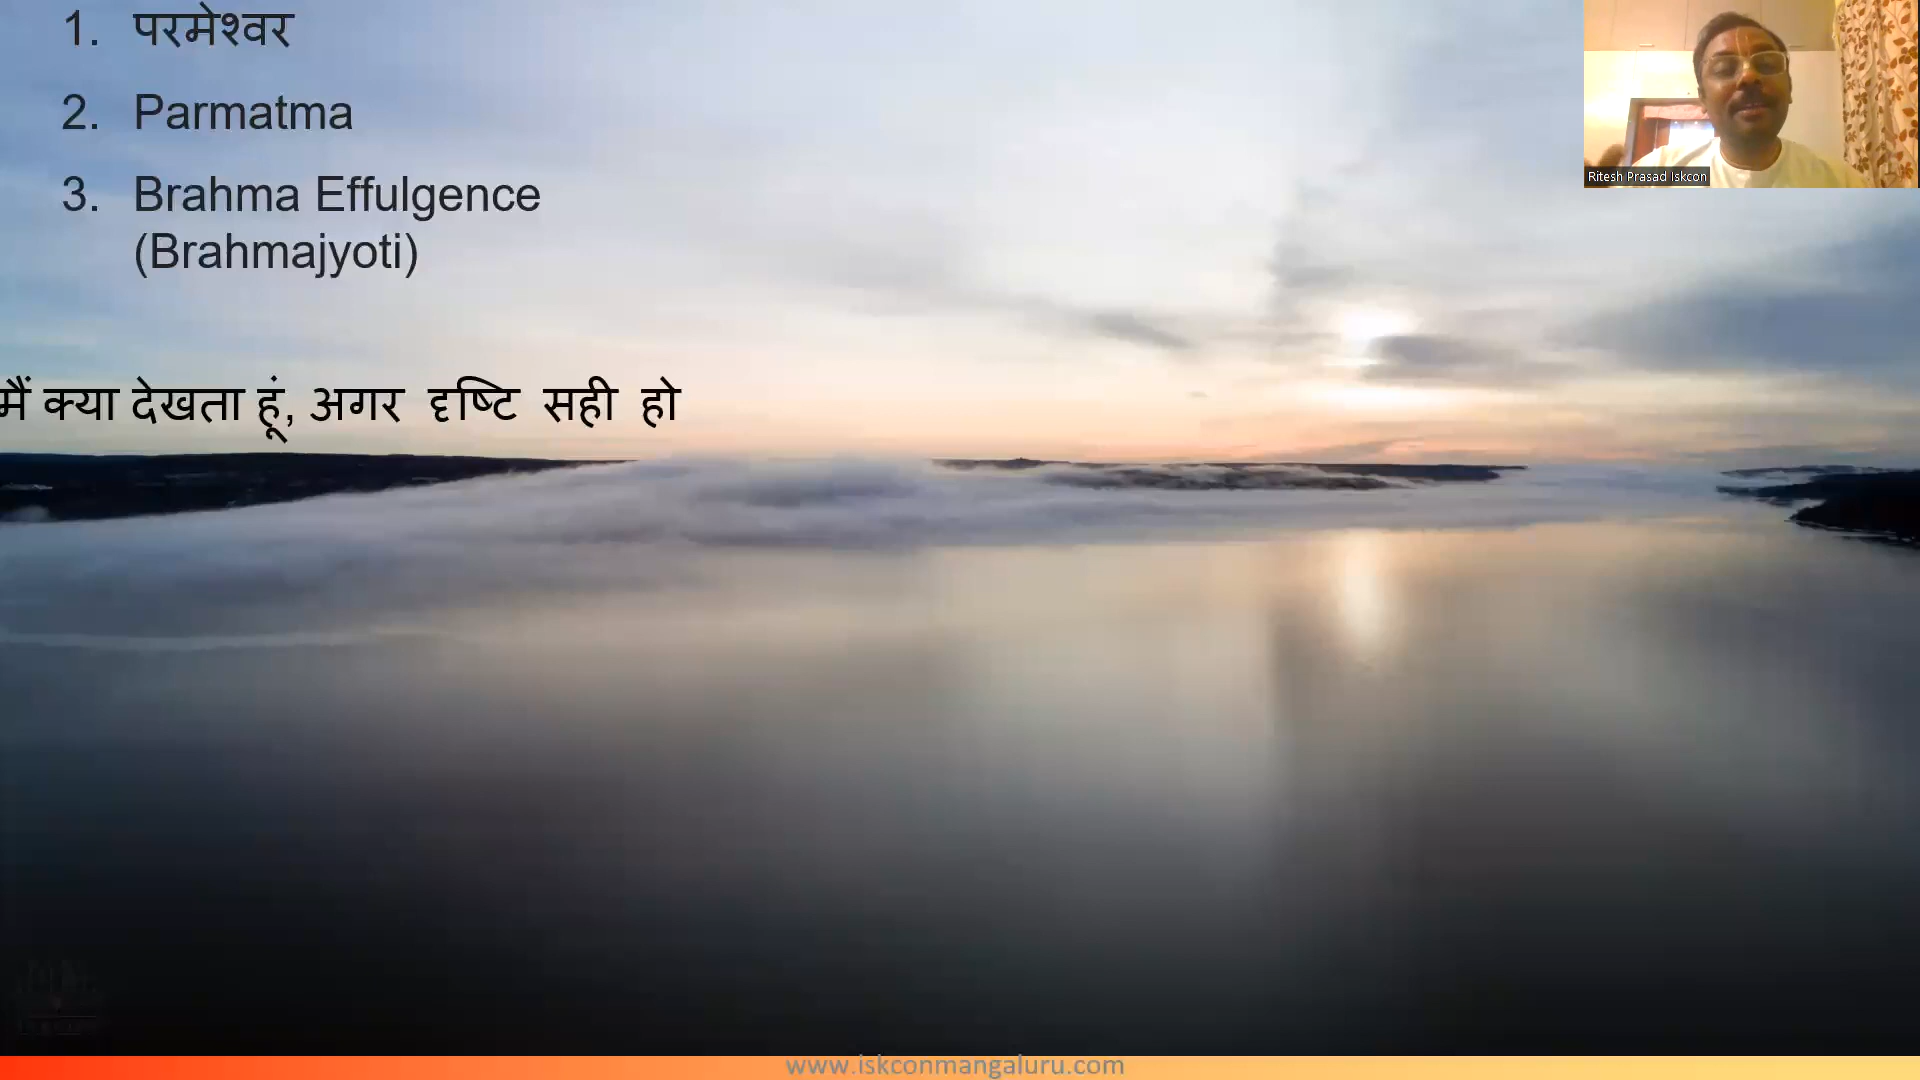 1. परमेश्वर
2. Parmatma
3. Brahma Effulgence
(Brahmajyoti)
Ritesh Prasad Iskcon
मैं क्या देखता हूं, अगर दृष्टि सही हो
www.iskconmangaluru.com